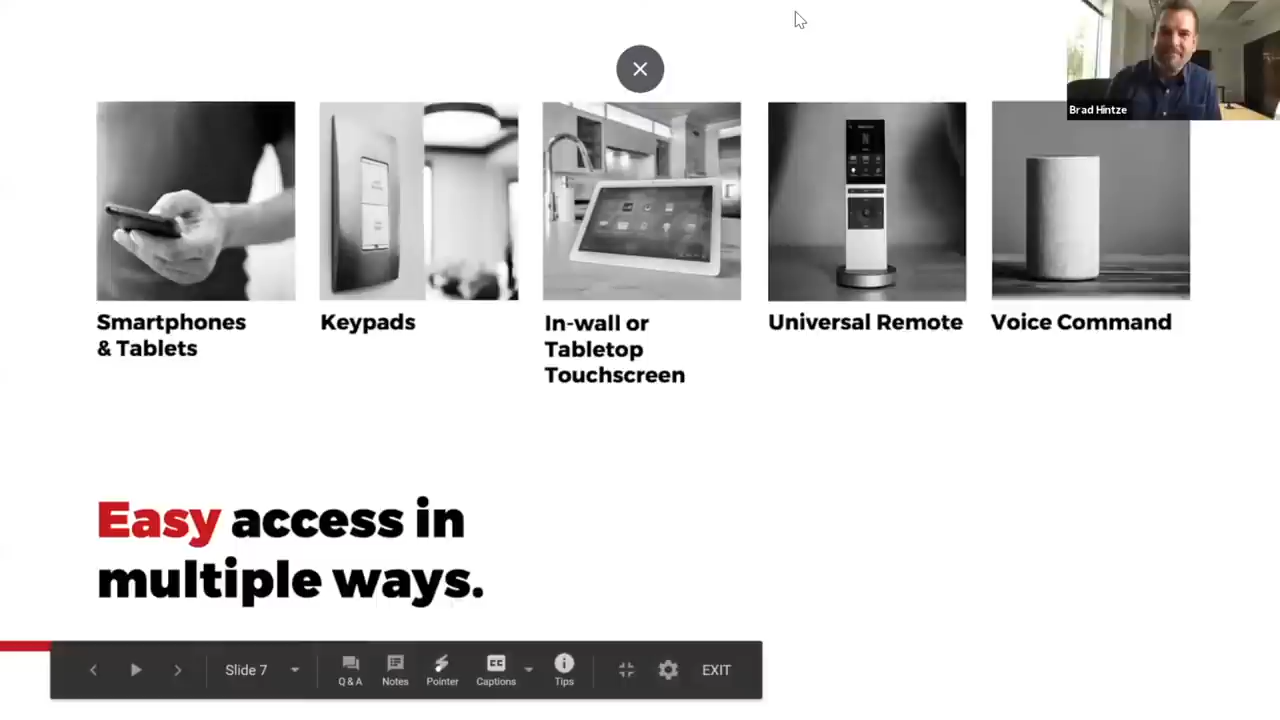 Brad Hintze
Smartphones
& Tablets
Keypads
In-wall or
Tabletop
Touchscreen
Universal Remote
Voice Command
Easy access in
multiple ways.
Slide 7
Q & A
Notes
Pointer
CC
Captions
Tips
EXIT